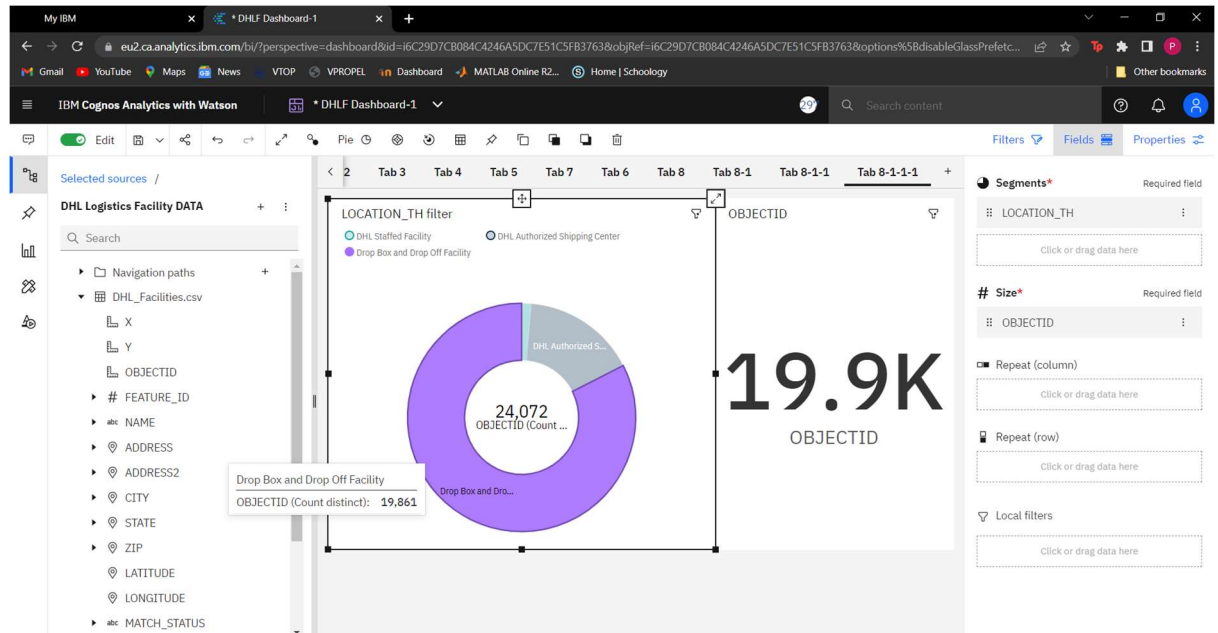 My IBM
* DHLF Dashboard-1
eu2.ca.analytics.ibm.com/bi/?perspective=dashboard&id=i6C29D7CB084C4246A5DC7E51C5FB3763&objRef=i6C29D7CB084C4246A5DC7E51C5FB3763&options%5BdisableGlassPrefetc...
Tp
P
Gmail YouTube Maps News VTOP VPROPEL Dashboard MATLAB Online R2... Home | Schoology Other bookmarks
IBM Cognos Analytics with Watson * DHLF Dashboard-1 Search content
Edit Pie Filters Fields Properties
Selected sources /
DHL Logistics Facility DATA
Search
Navigation paths
DHL_Facilities.csv
X
Y
OBJECTID
# FEATURE_ID
abc NAME
ADDRESS
ADDRESS2
CITY
STATE
ZIP
LATITUDE
LONGITUDE
abc MATCH_STATUS
2 Tab 3 Tab 4 Tab 5 Tab 7 Tab 6 Tab 8 Tab 8-1 Tab 8-1-1 Tab 8-1-1-1 +
LOCATION_TH filter
DHL Staffed Facility DHL Authorized Shipping Center
Drop Box and Drop Off Facility
DHL Authorized S...
24,072
OBJECTID (Count ...
Drop Box and Dro...
Drop Box and Drop Off Facility
OBJECTID (Count distinct): 19,861
OBJECTID
19.9K
OBJECTID
Segments* Required field
LOCATION_TH
Click or drag data here
# Size* Required field
OBJECTID
Repeat (column)
Click or drag data here
Repeat (row)
Click or drag data here
Local filters
Click or drag data here